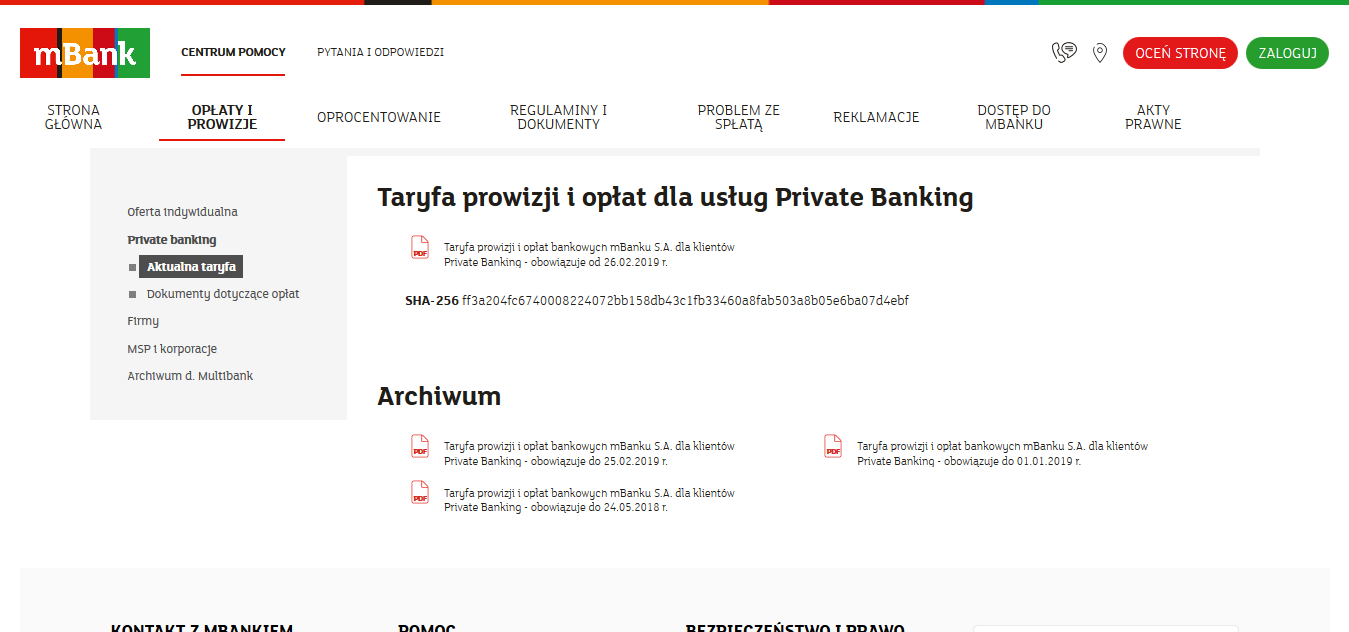 mBank
CENTRUM POMOCY
PYTANIA I ODPOWIEDZI
OCEŃ STRONĘ
ZALOGUJ
STRONA
GŁÓWNA
OPŁATY I
PROWIZJE
OPROCENTOWANIE
REGULAMINY I
DOKUMENTY
PROBLEM ZE
SPŁATĄ
REKLAMACJE
DOSTĘP DO
MBANKU
AKTY
PRAWNE
Oferta indywidualna
Private banking
Aktualna taryfa
Dokumenty dotyczące opłat
Firmy
MSP i korporacje
Archiwum d. Multibank
Taryfa prowizji i opłat dla usług Private Banking
PDF
Taryfa prowizji i opłat bankowych mBanku S.A. dla klientów
Private Banking - obowiązuje od 26.02.2019 r.
SHA-256 ff3a204fc6740008224072bb158db43c1fb33460a8fab503a8b05e6ba07d4ebf
Archiwum
PDF
Taryfa prowizji i opłat bankowych mBanku S.A. dla klientów
Private Banking - obowiązuje do 25.02.2019 r.
PDF
Taryfa prowizji i opłat bankowych mBanku S.A. dla klientów
Private Banking - obowiązuje do 01.01.2019 r.
PDF
Taryfa prowizji i opłat bankowych mBanku S.A. dla klientów
Private Banking - obowiązuje do 24.05.2018 r.
KONTAKT Z MBANKIEM
POMOC
BEZPIECZEŃSTWO I PRAWO